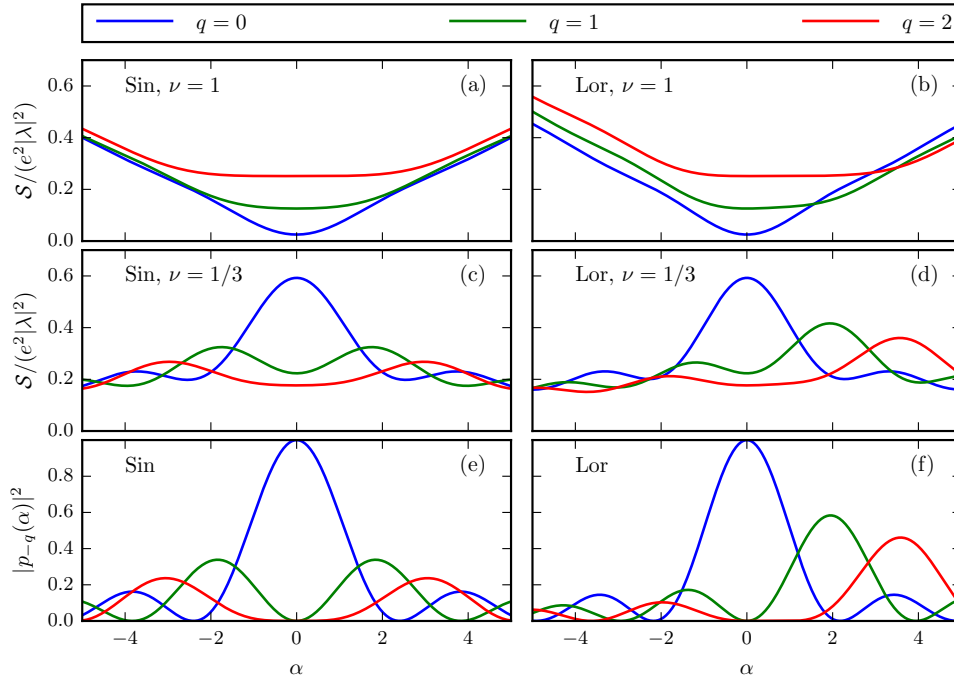 q = 0 q = 1 q = 2
Sin, ν = 1 (a) Lor, ν = 1 (b)
S/(e²|λ|²)
0.6
0.4
0.2
0.0
Sin, ν = 1/3 (c) Lor, ν = 1/3 (d)
S/(e²|λ|²)
0.6
0.4
0.2
0.0
Sin (e) Lor (f)
|p₋q(α)|²
0.8
0.6
0.4
0.2
0.0
−4 −2 0 2 4 −4 −2 0 2 4
α α